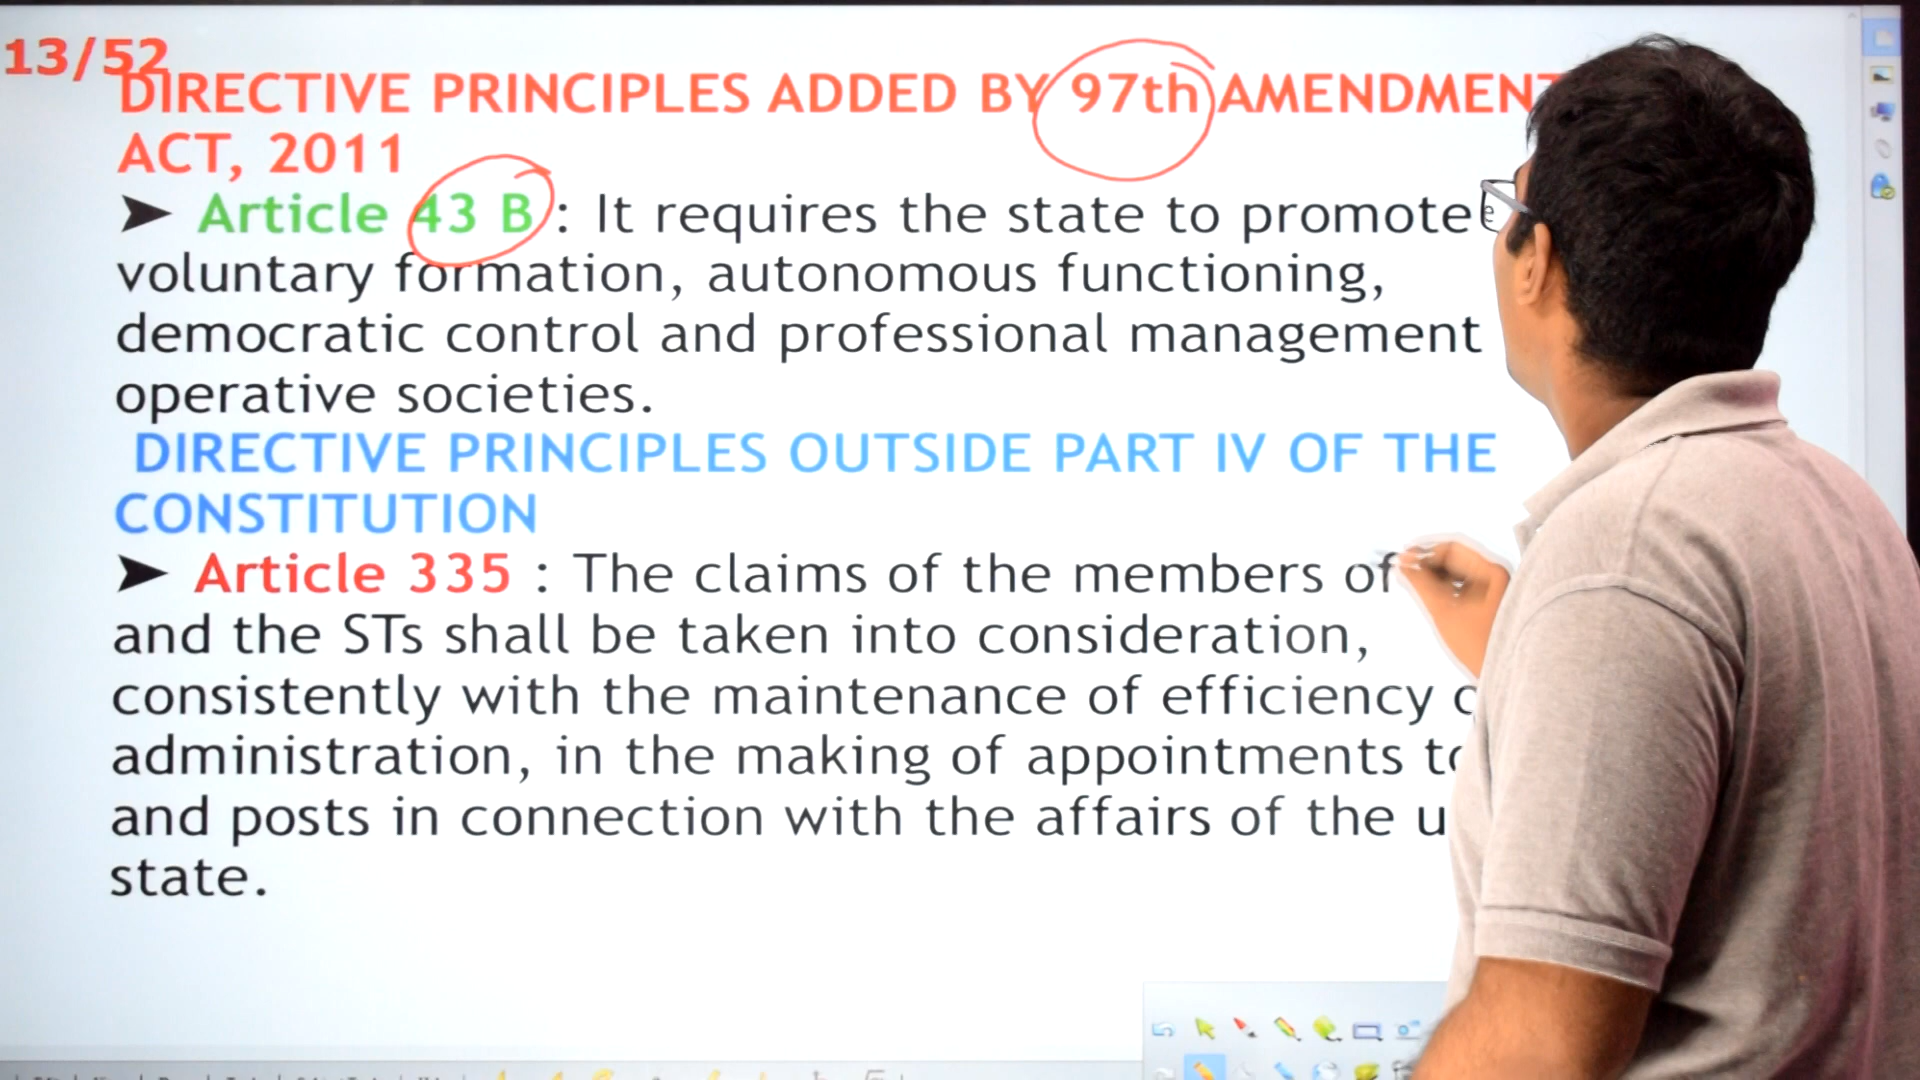 13/52
DIRECTIVE PRINCIPLES ADDED BY 97th AMENDMENT
ACT, 2011
➤ Article 43 B : It requires the state to promote
voluntary formation, autonomous functioning,
democratic control and professional management
operative societies.
DIRECTIVE PRINCIPLES OUTSIDE PART IV OF THE
CONSTITUTION
➤ Article 335 : The claims of the members of
and the STs shall be taken into consideration,
consistently with the maintenance of efficiency
administration, in the making of appointments
and posts in connection with the affairs of the
state.